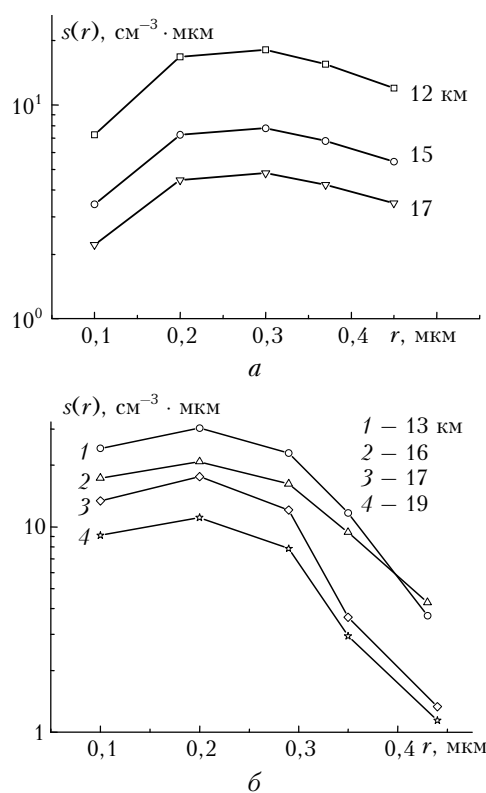 s(r), см⁻³ · мкм
10¹
12 км
15
17
10⁰
0,1 0,2 0,3 0,4 r, мкм
а
s(r), см⁻³ · мкм
1 – 13 км
2 – 16
3 – 17
4 – 19
1
2
3
10
4
1
0,1 0,2 0,3 0,4 r, мкм
б